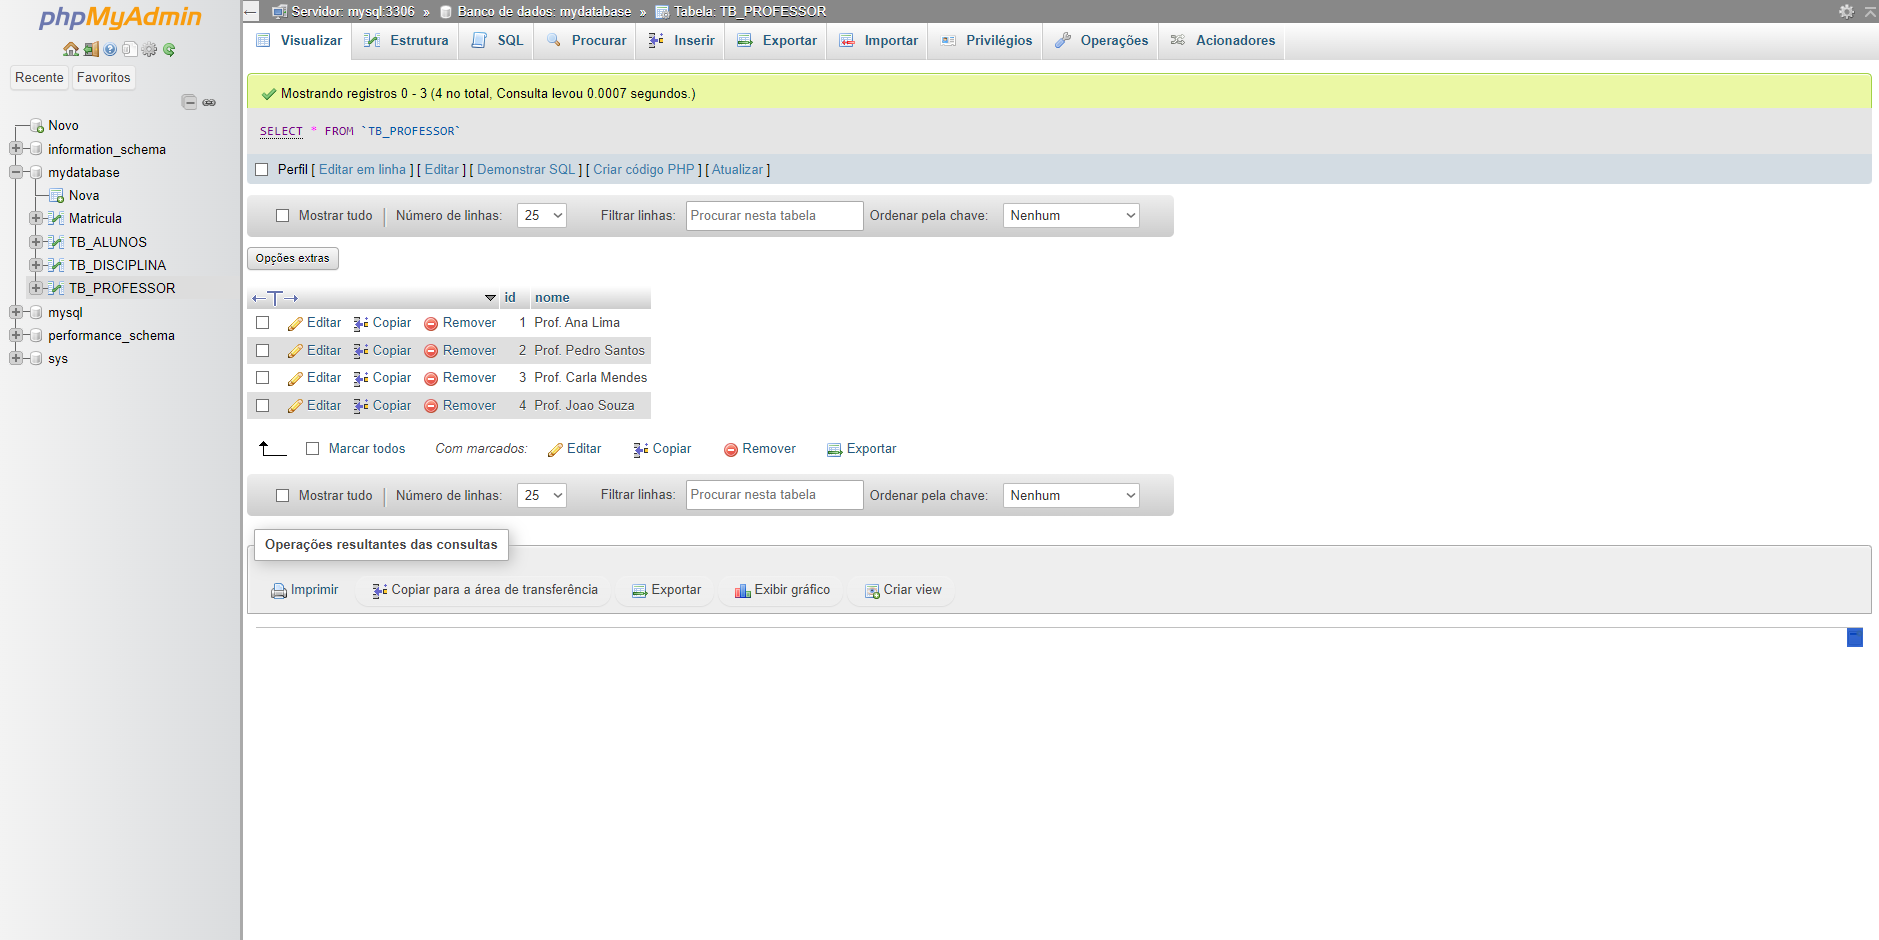 phpMyAdmin
Recente Favoritos
Novo
information_schema
mydatabase
Nova
Matricula
TB_ALUNOS
TB_DISCIPLINA
TB_PROFESSOR
mysql
performance_schema
sys
Servidor: mysql:3306 » Banco de dados: mydatabase » Tabela: TB_PROFESSOR
Visualizar Estrutura SQL Procurar Inserir Exportar Importar Privilégios Operações Acionadores
Mostrando registros 0 - 3 (4 no total, Consulta levou 0.0007 segundos.)
SELECT * FROM `TB_PROFESSOR`
Perfil [ Editar em linha ] [ Editar ] [ Demonstrar SQL ] [ Criar código PHP ] [ Atualizar ]
Mostrar tudo Número de linhas: 25 Filtrar linhas: Procurar nesta tabela Ordenar pela chave: Nenhum
Opções extras
←T→ id nome
Editar Copiar Remover 1 Prof. Ana Lima
Editar Copiar Remover 2 Prof. Pedro Santos
Editar Copiar Remover 3 Prof. Carla Mendes
Editar Copiar Remover 4 Prof. Joao Souza
Marcar todos Com marcados: Editar Copiar Remover Exportar
Mostrar tudo Número de linhas: 25 Filtrar linhas: Procurar nesta tabela Ordenar pela chave: Nenhum
Operações resultantes das consultas
Imprimir Copiar para a área de transferência Exportar Exibir gráfico Criar view